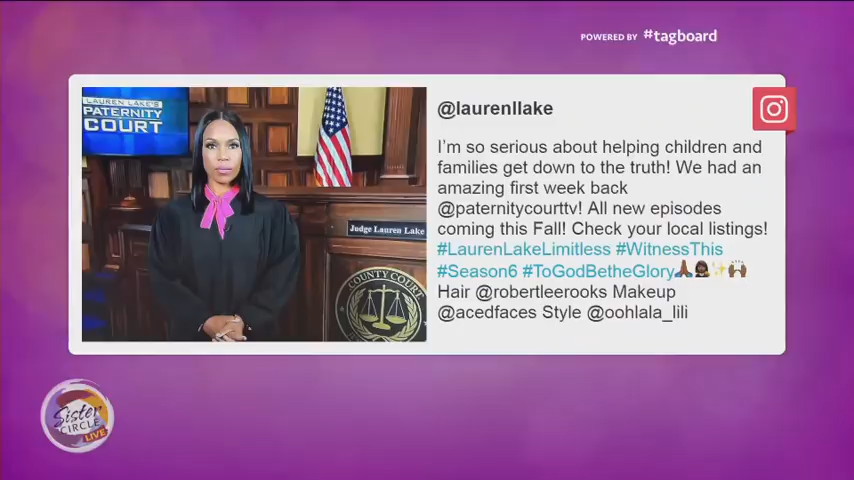 POWERED BY #tagboard
LAUREN LAKE'S
PATERNITY
COURT
Judge Lauren Lake
COUNTY COURT
@laurenllake
I'm so serious about helping children and
families get down to the truth! We had an
amazing first week back
@paternitycourttv! All new episodes
coming this Fall! Check your local listings!
#LaurenLakeLimitless #WitnessThis
#Season6 #ToGodBetheGlory🙏🏾👩🏾‍⚖️✨🙌🏾
Hair @robertleerooks Makeup
@acedfaces Style @oohlala_lili
Sister
CIRCLE
LIVE